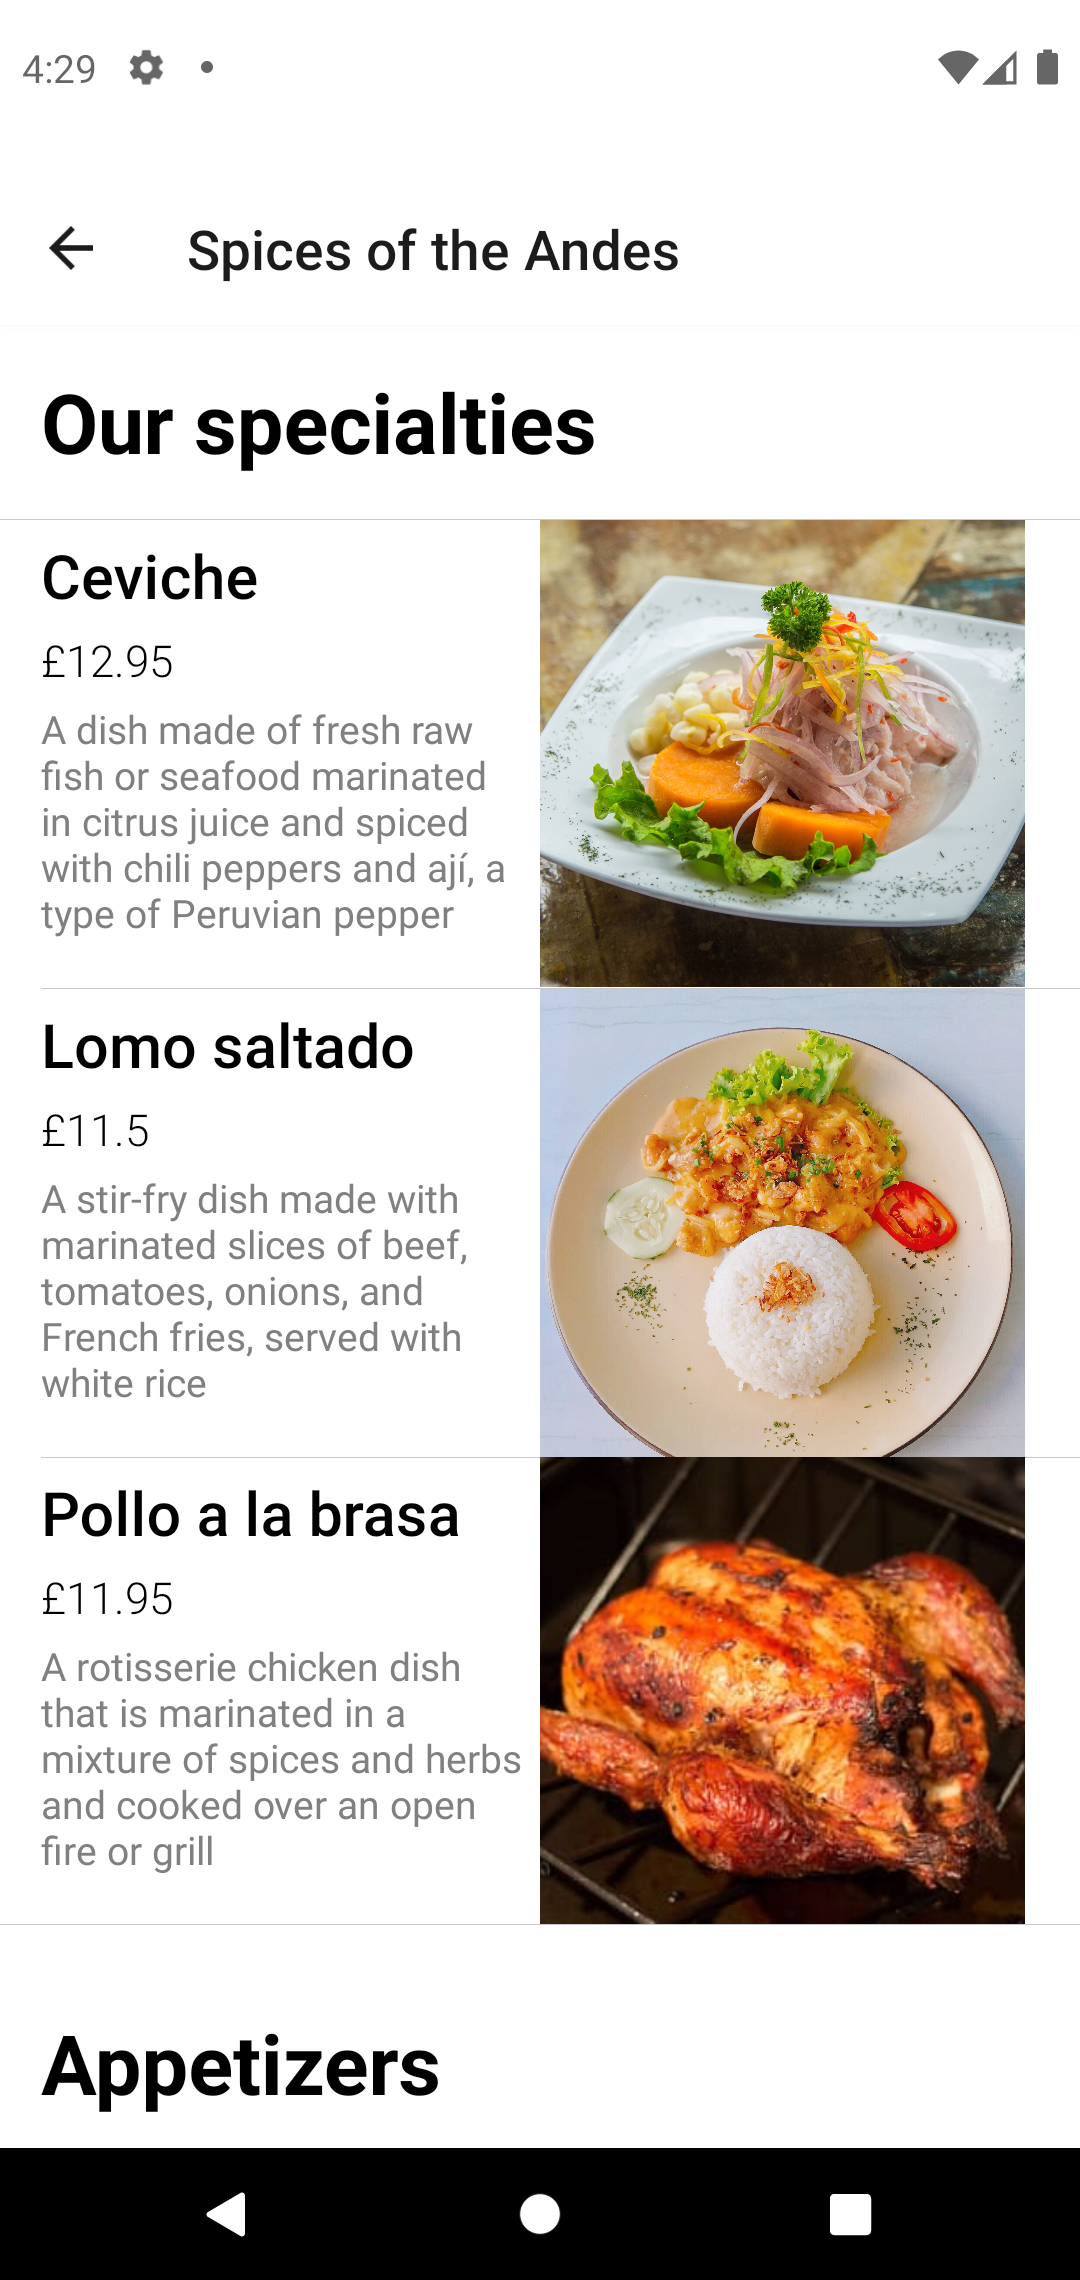 4:29
Spices of the Andes
Our specialties
Ceviche
£12.95
A dish made of fresh raw
fish or seafood marinated
in citrus juice and spiced
with chili peppers and ají, a
type of Peruvian pepper
Lomo saltado
£11.5
A stir-fry dish made with
marinated slices of beef,
tomatoes, onions, and
French fries, served with
white rice
Pollo a la brasa
£11.95
A rotisserie chicken dish
that is marinated in a
mixture of spices and herbs
and cooked over an open
fire or grill
Appetizers